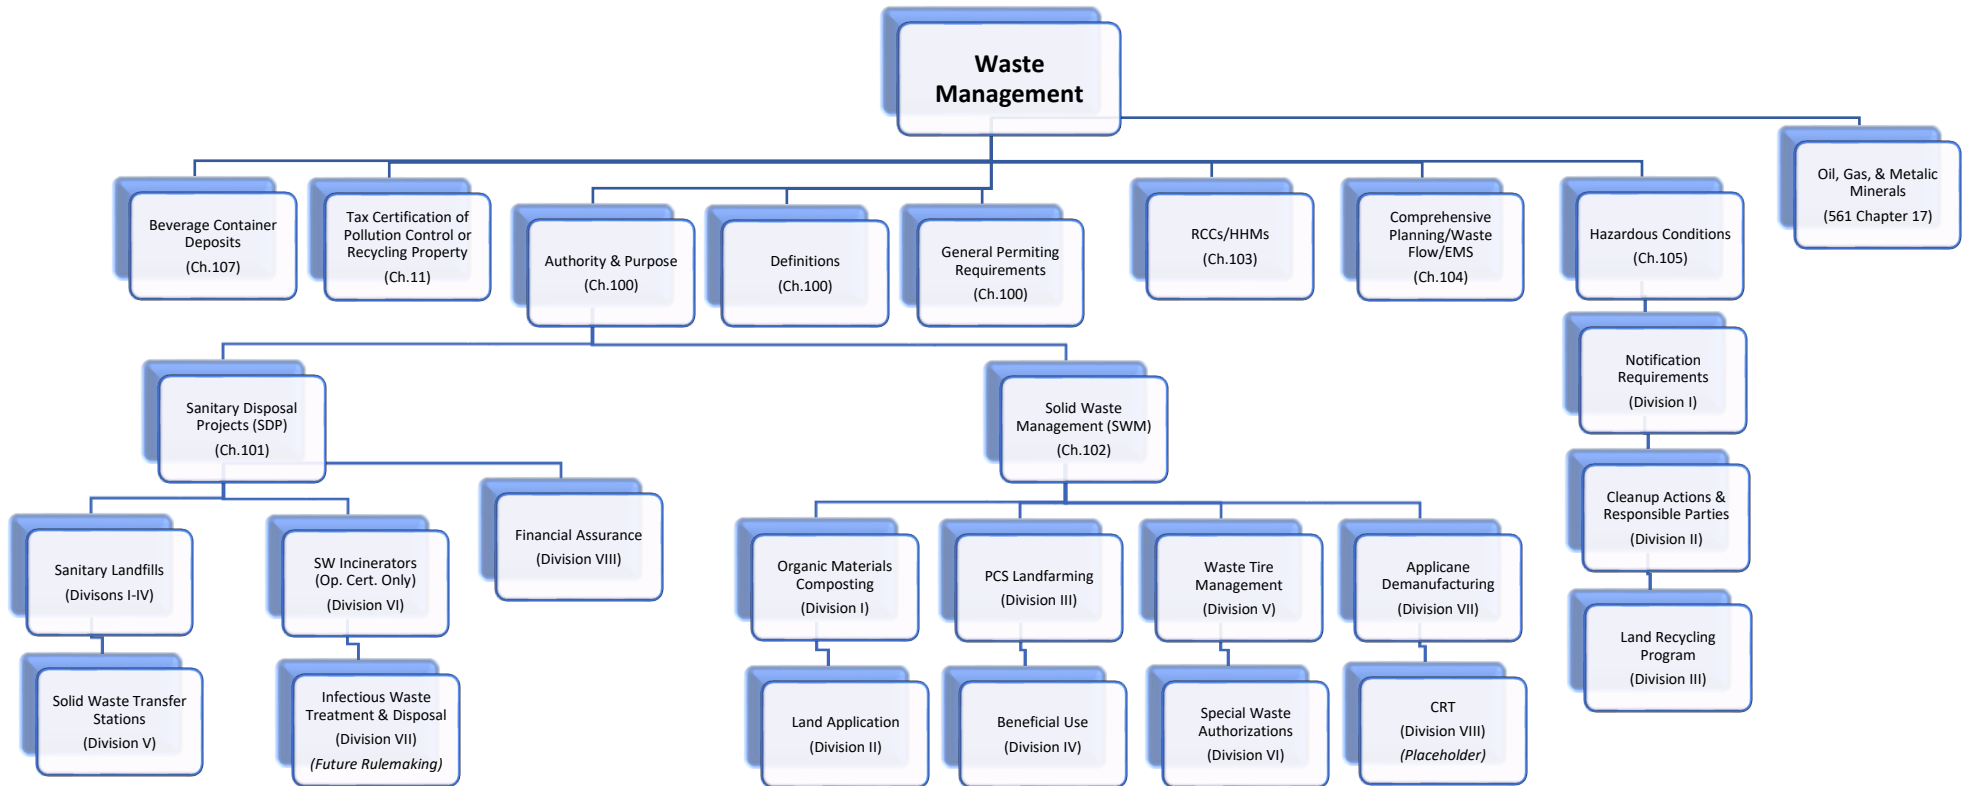 Waste
Management
Beverage Container
Deposits
(Ch.107)
Tax Certification of
Pollution Control or
Recycling Property
(Ch.11)
Authority & Purpose
(Ch.100)
Definitions
(Ch.100)
General Permiting
Requirements
(Ch.100)
RCCs/HHMs
(Ch.103)
Comprehensive
Planning/Waste
Flow/EMS
(Ch.104)
Hazardous Conditions
(Ch.105)
Oil, Gas, & Metalic
Minerals
(561 Chapter 17)
Sanitary Disposal
Projects (SDP)
(Ch.101)
Solid Waste
Management (SWM)
(Ch.102)
Notification
Requirements
(Division I)
Cleanup Actions &
Responsible Parties
(Division II)
Land Recycling
Program
(Division III)
Sanitary Landfills
(Divisons I-IV)
SW Incinerators
(Op. Cert. Only)
(Division VI)
Financial Assurance
(Division VIII)
Solid Waste Transfer
Stations
(Division V)
Infectious Waste
Treatment & Disposal
(Division VII)
(Future Rulemaking)
Organic Materials
Composting
(Division I)
PCS Landfarming
(Division III)
Waste Tire
Management
(Division V)
Applicane
Demanufacturing
(Division VII)
Land Application
(Division II)
Beneficial Use
(Division IV)
Special Waste
Authorizations
(Division VI)
CRT
(Division VIII)
(Placeholder)